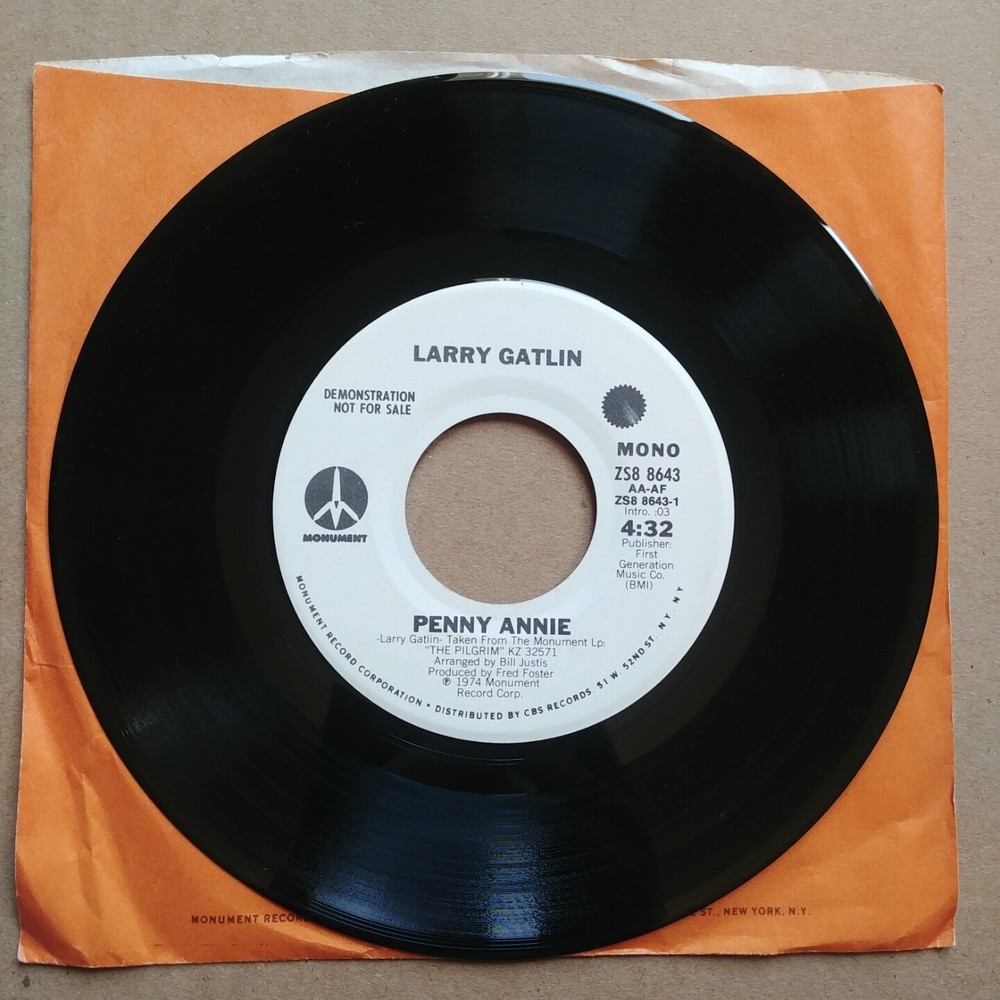 LARRY GATLIN
DEMONSTRATION
NOT FOR SALE
MONO
ZS8 8643
AA-AF
ZS8 8643-1
Intro. :03
4:32
Publisher:
First
Generation
Music Co.
(BMI)
MONUMENT
PENNY ANNIE
-Larry Gatlin- Taken From The Monument Lp:
"THE PILGRIM" KZ 32571
Arranged by Bill Justis
Produced by Fred Foster
℗ 1974 Monument
Record Corp.
MONUMENT RECORD CORPORATION • DISTRIBUTED BY CBS RECORDS, 51 W. 52ND ST. NY. NY
MONUMENT RECOR ST., NEW YORK, N.Y.